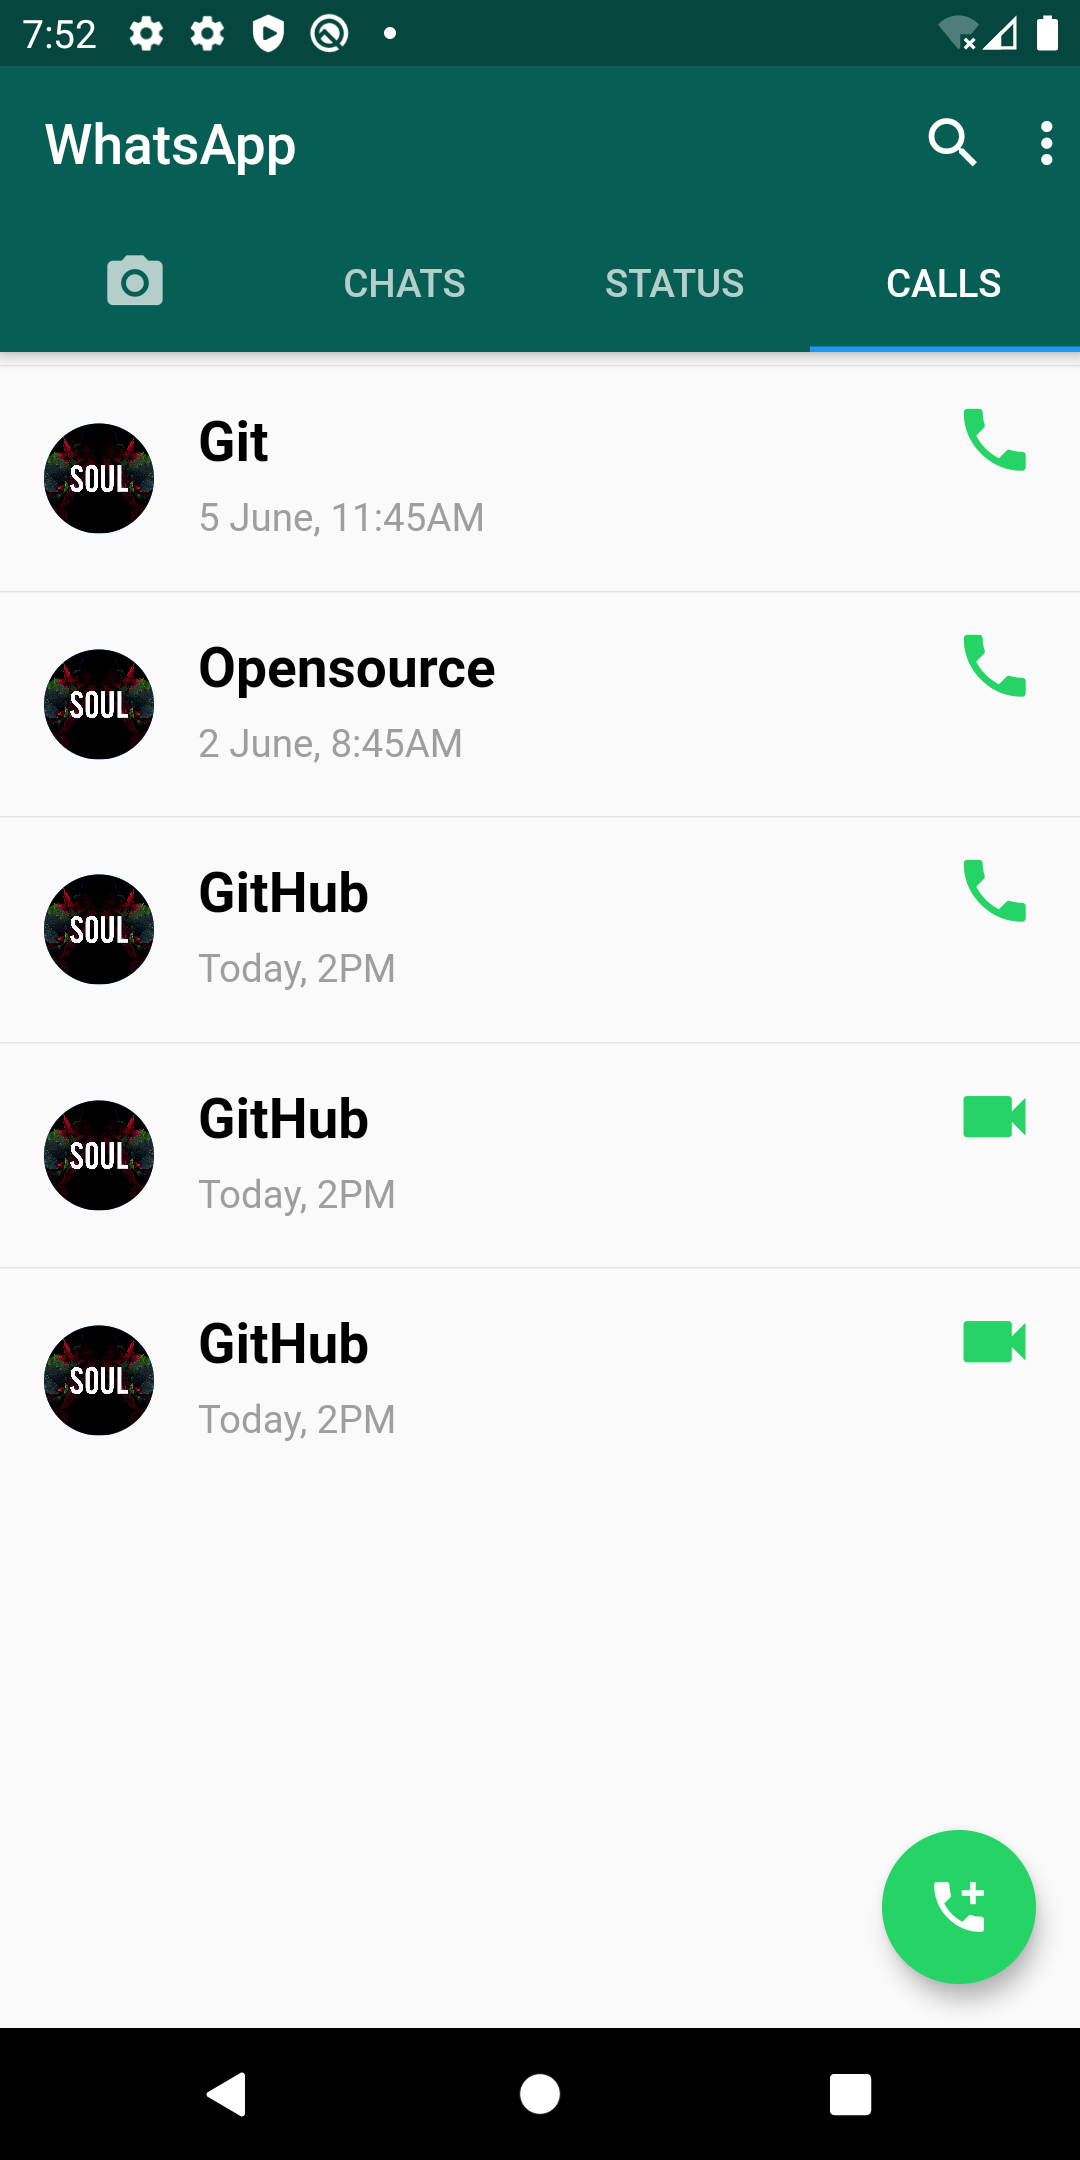 7:52
WhatsApp
CHATS STATUS CALLS
SOUL
Git
5 June, 11:45AM
SOUL
Opensource
2 June, 8:45AM
SOUL
GitHub
Today, 2PM
SOUL
GitHub
Today, 2PM
SOUL
GitHub
Today, 2PM